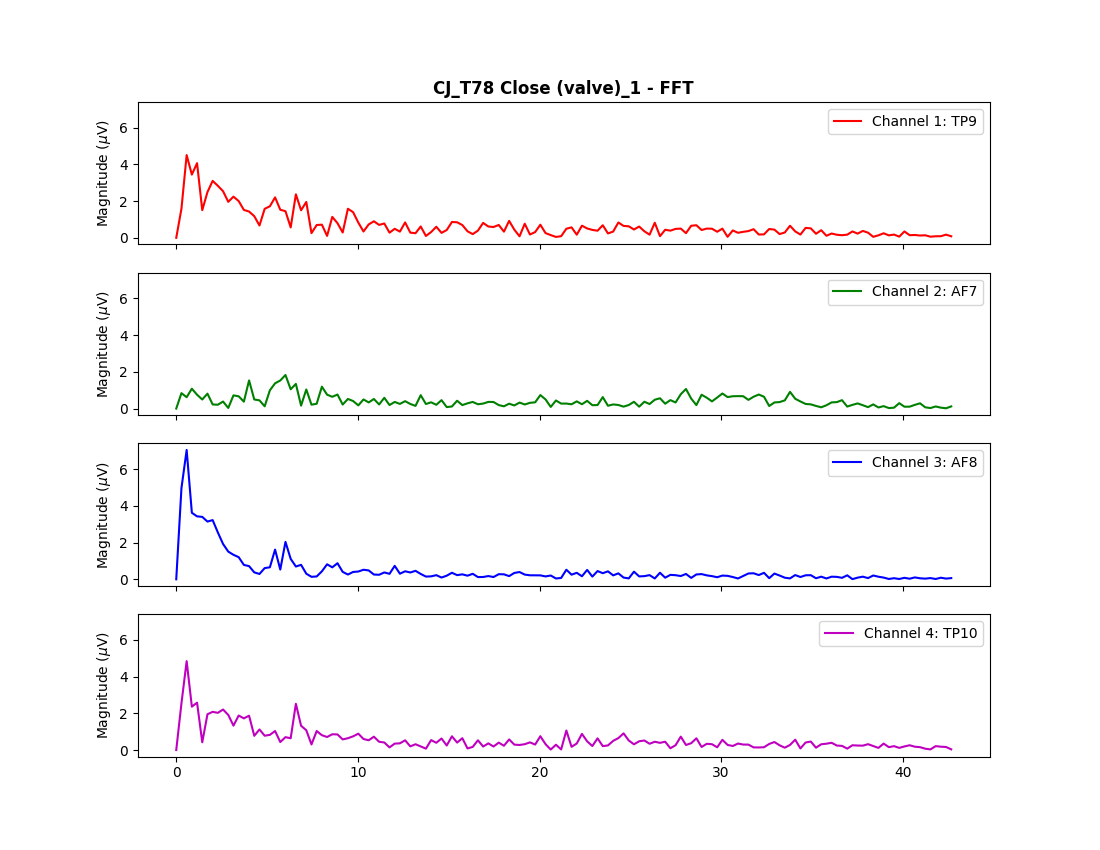 CJ_T78 Close (valve)_1 - FFT
Magnitude (μV)
6
4
2
0
Channel 1: TP9
Magnitude (μV)
6
4
2
0
Channel 2: AF7
Magnitude (μV)
6
4
2
0
Channel 3: AF8
Magnitude (μV)
6
4
2
0
Channel 4: TP10
0 10 20 30 40